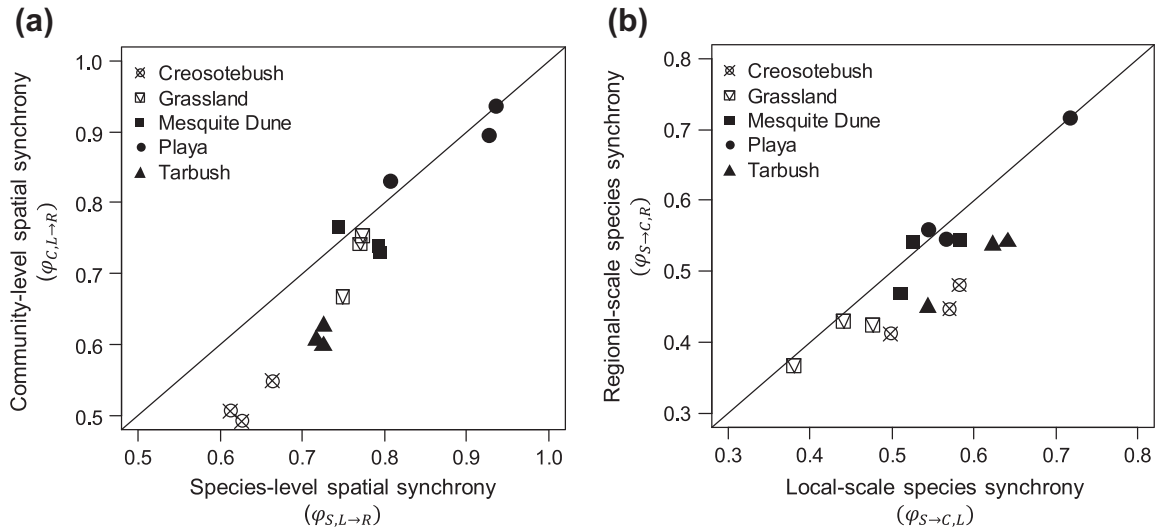 (a)
Community-level spatial synchrony
(φC,L→R)
1.0
0.9
0.8
0.7
0.6
0.5
Creosotebush
Grassland
Mesquite Dune
Playa
Tarbush
0.5 0.6 0.7 0.8 0.9 1.0
Species-level spatial synchrony
(φS,L→R)
(b)
Regional-scale species synchrony
(φS→C,R)
0.8
0.7
0.6
0.5
0.4
0.3
Creosotebush
Grassland
Mesquite Dune
Playa
Tarbush
0.3 0.4 0.5 0.6 0.7 0.8
Local-scale species synchrony
(φS→C,L)